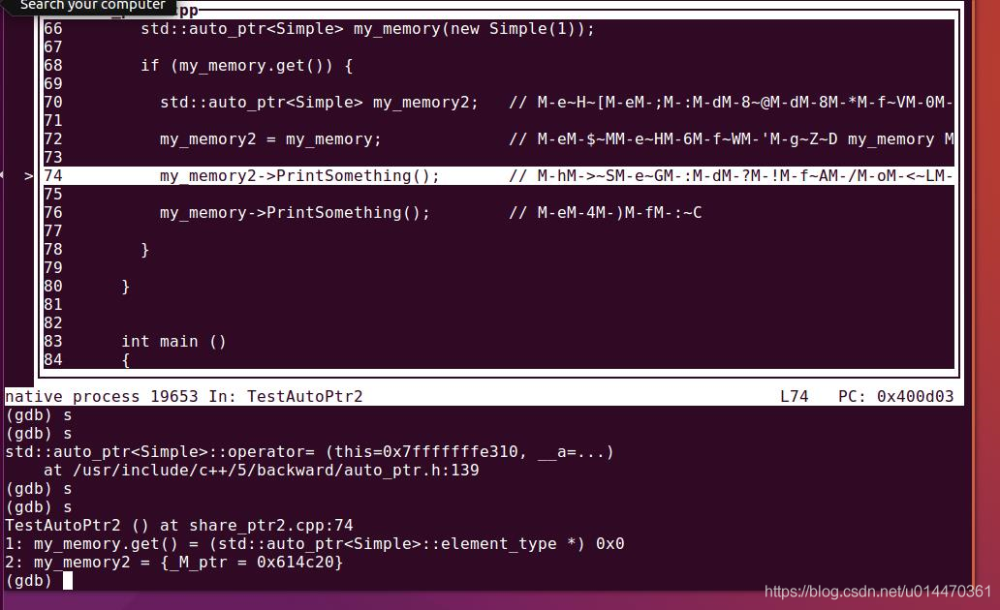 Search your computer
cpp
66 std::auto_ptr<Simple> my_memory(new Simple(1));
67
68 if (my_memory.get()) {
69
70 std::auto_ptr<Simple> my_memory2; // M-e~H~[M-eM-;M-:M-dM-8~@M-dM-8M-*M-f~VM-0M-
71
72 my_memory2 = my_memory; // M-eM-$~MM-e~HM-6M-f~WM-'M-g~Z~D my_memory M
73
> 74 my_memory2->PrintSomething(); // M-hM->~SM-e~GM-:M-dM-?M-!M-f~AM-/M-oM-<~LM-
75
76 my_memory->PrintSomething(); // M-eM-4M-)M-fM-:~C
77
78 }
79
80 }
81
82
83 int main ()
84 {
native process 19653 In: TestAutoPtr2 L74 PC: 0x400d03
(gdb) s
(gdb) s
std::auto_ptr<Simple>::operator= (this=0x7fffffffe310, __a=...)
at /usr/include/c++/5/backward/auto_ptr.h:139
(gdb) s
(gdb) s
TestAutoPtr2 () at share_ptr2.cpp:74
1: my_memory.get() = (std::auto_ptr<Simple>::element_type *) 0x0
2: my_memory2 = {_M_ptr = 0x614c20}
(gdb)
https://blog.csdn.net/u014470361